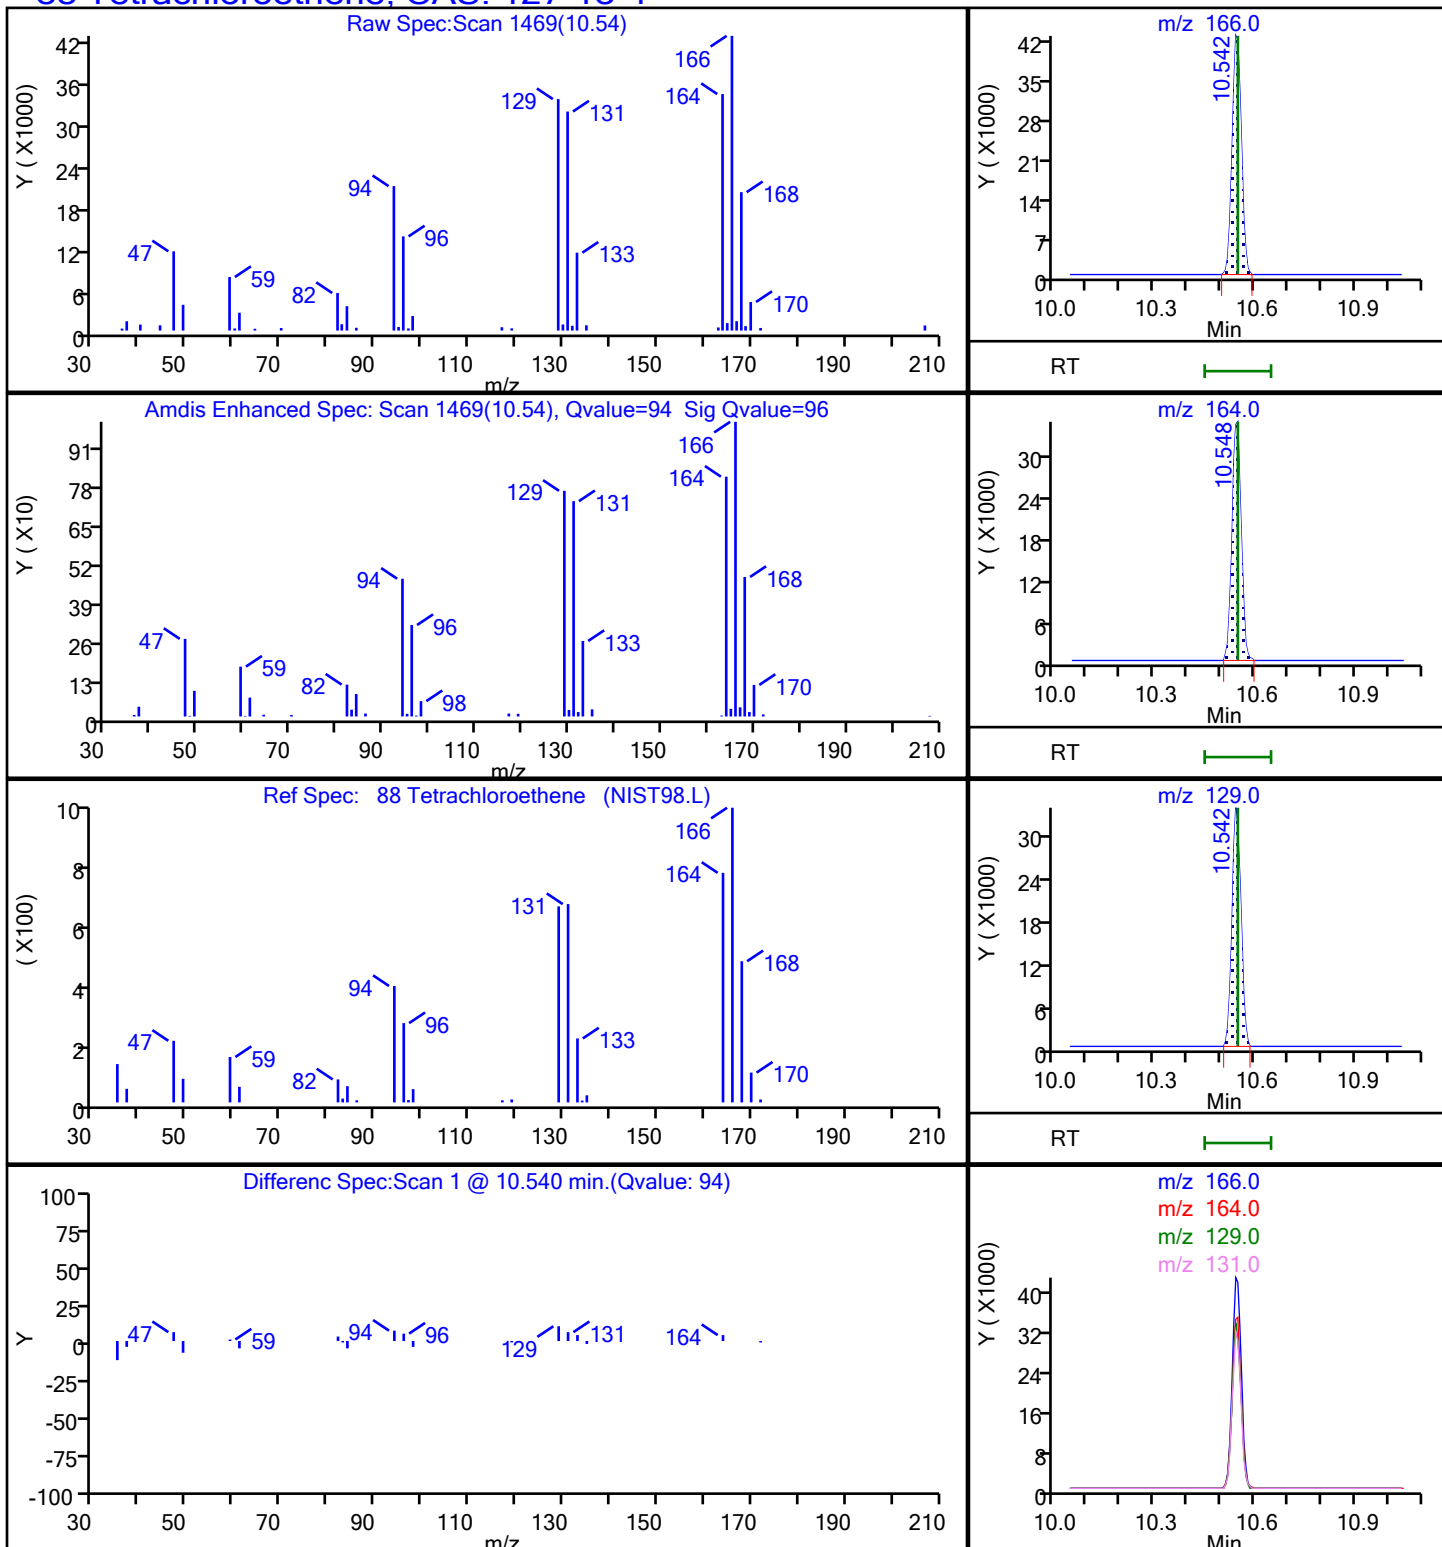 Raw Spec:Scan 1469(10.54)
Y ( X1000)
42
36
30
24
18
12
6
0
47
59
82
94
96
129
131
133
164
166
168
170
30 50 70 90 110 130 150 170 190 210
m/z
m/z 166.0
Y ( X1000)
42
35
28
21
14
7
0
10.542
10.0 10.3 10.6 10.9
Min
RT
Amdis Enhanced Spec: Scan 1469(10.54), Qvalue=94 Sig Qvalue=96
Y ( X10)
91
78
65
52
39
26
13
0
47
59
82
94
96
98
129
131
133
164
166
168
170
30 50 70 90 110 130 150 170 190 210
m/z
m/z 164.0
Y ( X1000)
30
24
18
12
6
0
10.548
10.0 10.3 10.6 10.9
Min
RT
Ref Spec: 88 Tetrachloroethene (NIST98.L)
( X100)
10
8
6
4
2
0
47
59
82
94
96
131
133
164
166
168
170
30 50 70 90 110 130 150 170 190 210
m/z 129.0
Y ( X1000)
30
24
18
12
6
0
10.542
10.0 10.3 10.6 10.9
Min
RT
Differenc Spec:Scan 1 @ 10.540 min.(Qvalue: 94)
Y
100
75
50
25
0
-25
-50
-75
-100
47
59
94
96
129
131
164
30 50 70 90 110 130 150 170 190 210
m/z
m/z 166.0
m/z 164.0
m/z 129.0
m/z 131.0
Y ( X1000)
40
32
24
16
8
0
10.0 10.3 10.6 10.9
Min